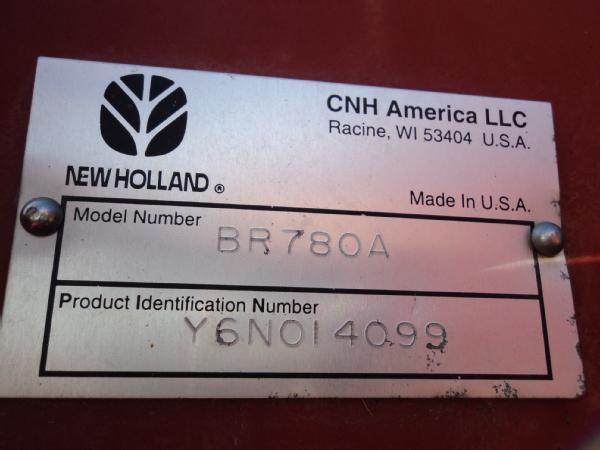 CNH America LLC
Racine, WI 53404 U.S.A.
NEW HOLLAND ®
Made In U.S.A.
Model Number
BR780A
Product Identification Number
Y6N014099